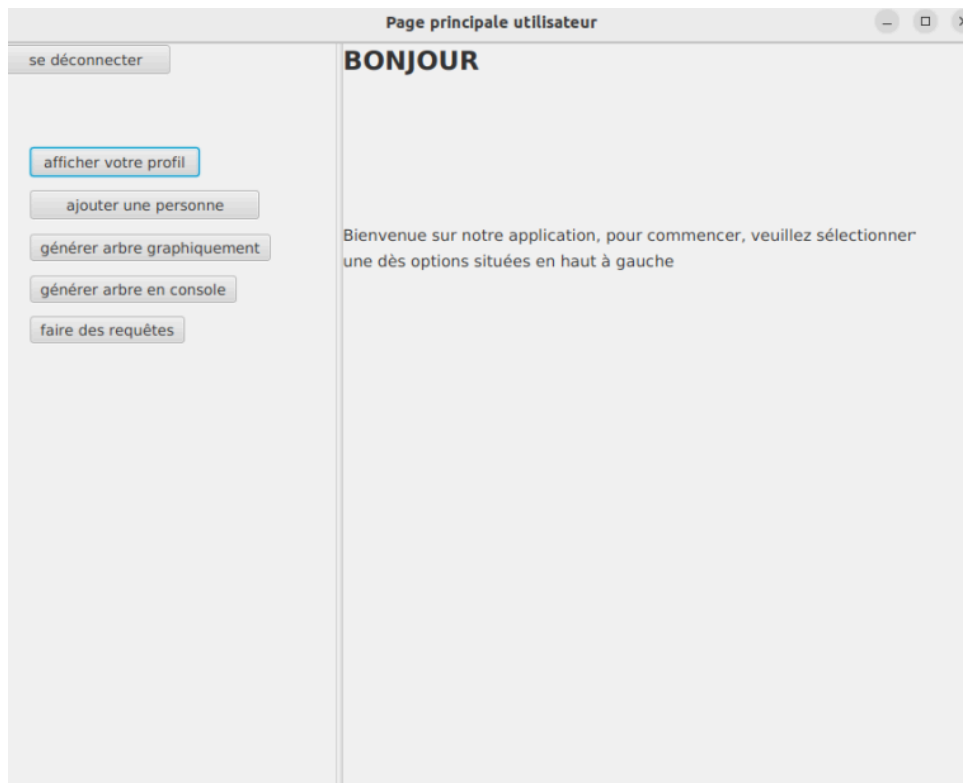 Page principale utilisateur
se déconnecter
BONJOUR
afficher votre profil
ajouter une personne
générer arbre graphiquement
générer arbre en console
faire des requêtes
Bienvenue sur notre application, pour commencer, veuillez sélectionner
une dès options situées en haut à gauche